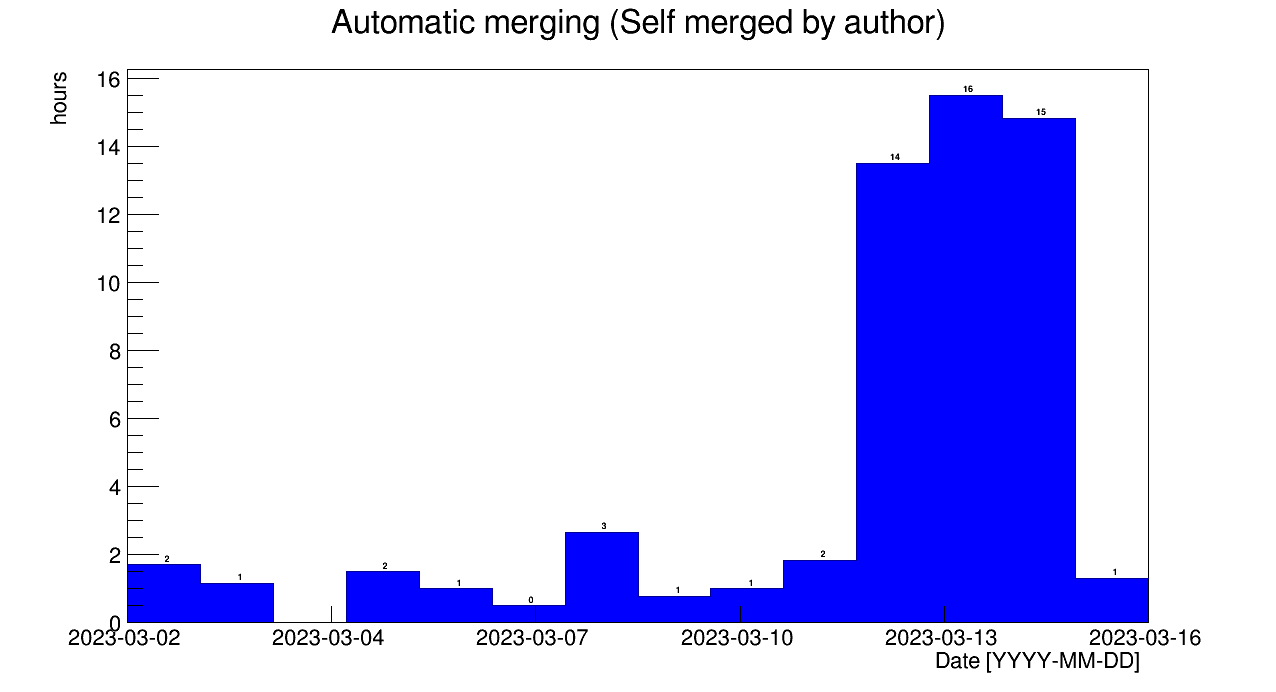 Automatic merging (Self merged by author)
hours
16
14
12
10
8
6
4
2
0
2 1 2 1 0 3 1 1 2 14 16 15 1
2023-03-02 2023-03-04 2023-03-07 2023-03-10 2023-03-13 2023-03-16
Date [YYYY-MM-DD]